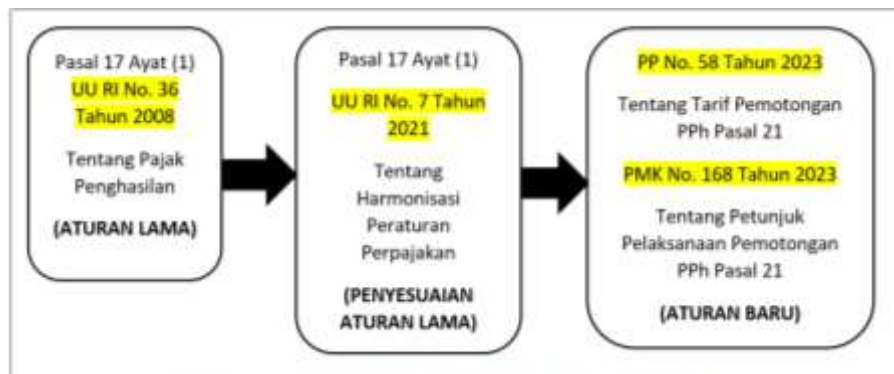 Pasal 17 Ayat (1)
UU RI No. 36
Tahun 2008
Tentang Pajak
Penghasilan
(ATURAN LAMA)
Pasal 17 Ayat (1)
UU RI No. 7 Tahun
2021
Tentang
Harmonisasi
Peraturan
Perpajakan
(PENYESUAIAN
ATURAN LAMA)
PP No. 58 Tahun 2023
Tentang Tarif Pemotongan
PPh Pasal 21
PMK No. 168 Tahun 2023
Tentang Petunjuk
Pelaksanaan Pemotongan
PPh Pasal 21
(ATURAN BARU)